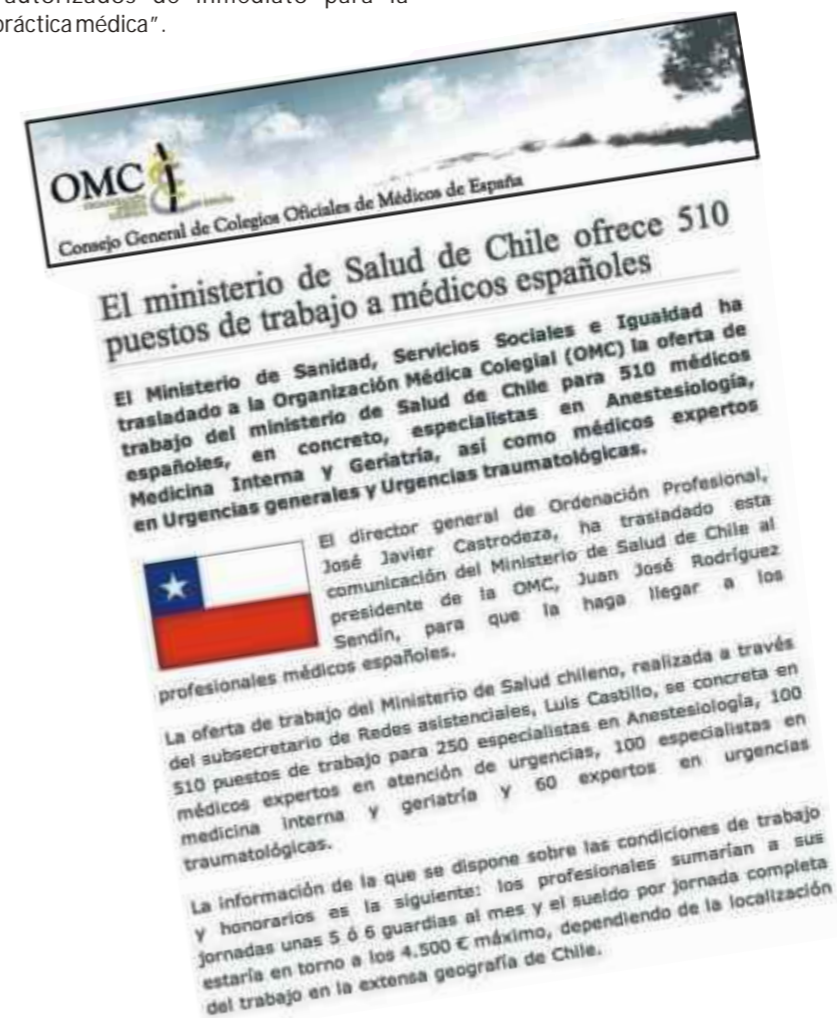 autorizados de inmediato para la
práctica médica".
OMC
Consejo General de Colegios Oficiales de Médicos de España
El ministerio de Salud de Chile ofrece 510
puestos de trabajo a médicos españoles
El Ministerio de Sanidad, Servicios Sociales e Igualdad ha
trasladado a la Organización Médica Colegial (OMC) la oferta de
trabajo del ministerio de Salud de Chile para 510 médicos
españoles, en concreto, especialistas en Anestesiología,
Medicina Interna y Geriatría, así como médicos expertos
en Urgencias generales y Urgencias traumatológicas.
El director general de Ordenación Profesional,
José Javier Castrodeza, ha trasladado esta
comunicación del Ministerio de Salud de Chile al
presidente de la OMC, Juan José Rodríguez
Sendín, para que la haga llegar a los
profesionales médicos españoles.
La oferta de trabajo del Ministerio de Salud chileno, realizada a través
del subsecretario de Redes asistenciales, Luis Castillo, se concreta en
510 puestos de trabajo para 250 especialistas en Anestesiología, 100
médicos expertos en atención de urgencias, 100 especialistas en
medicina interna y geriatría y 60 expertos en urgencias
traumatológicas.
La información de la que se dispone sobre las condiciones de trabajo
y honorarios es la siguiente: los profesionales sumarían a sus
jornadas unas 5 ó 6 guardias al mes y el sueldo por jornada completa
estaría en torno a los 4.500 € máximo, dependiendo de la localización
del trabajo en la extensa geografía de Chile.